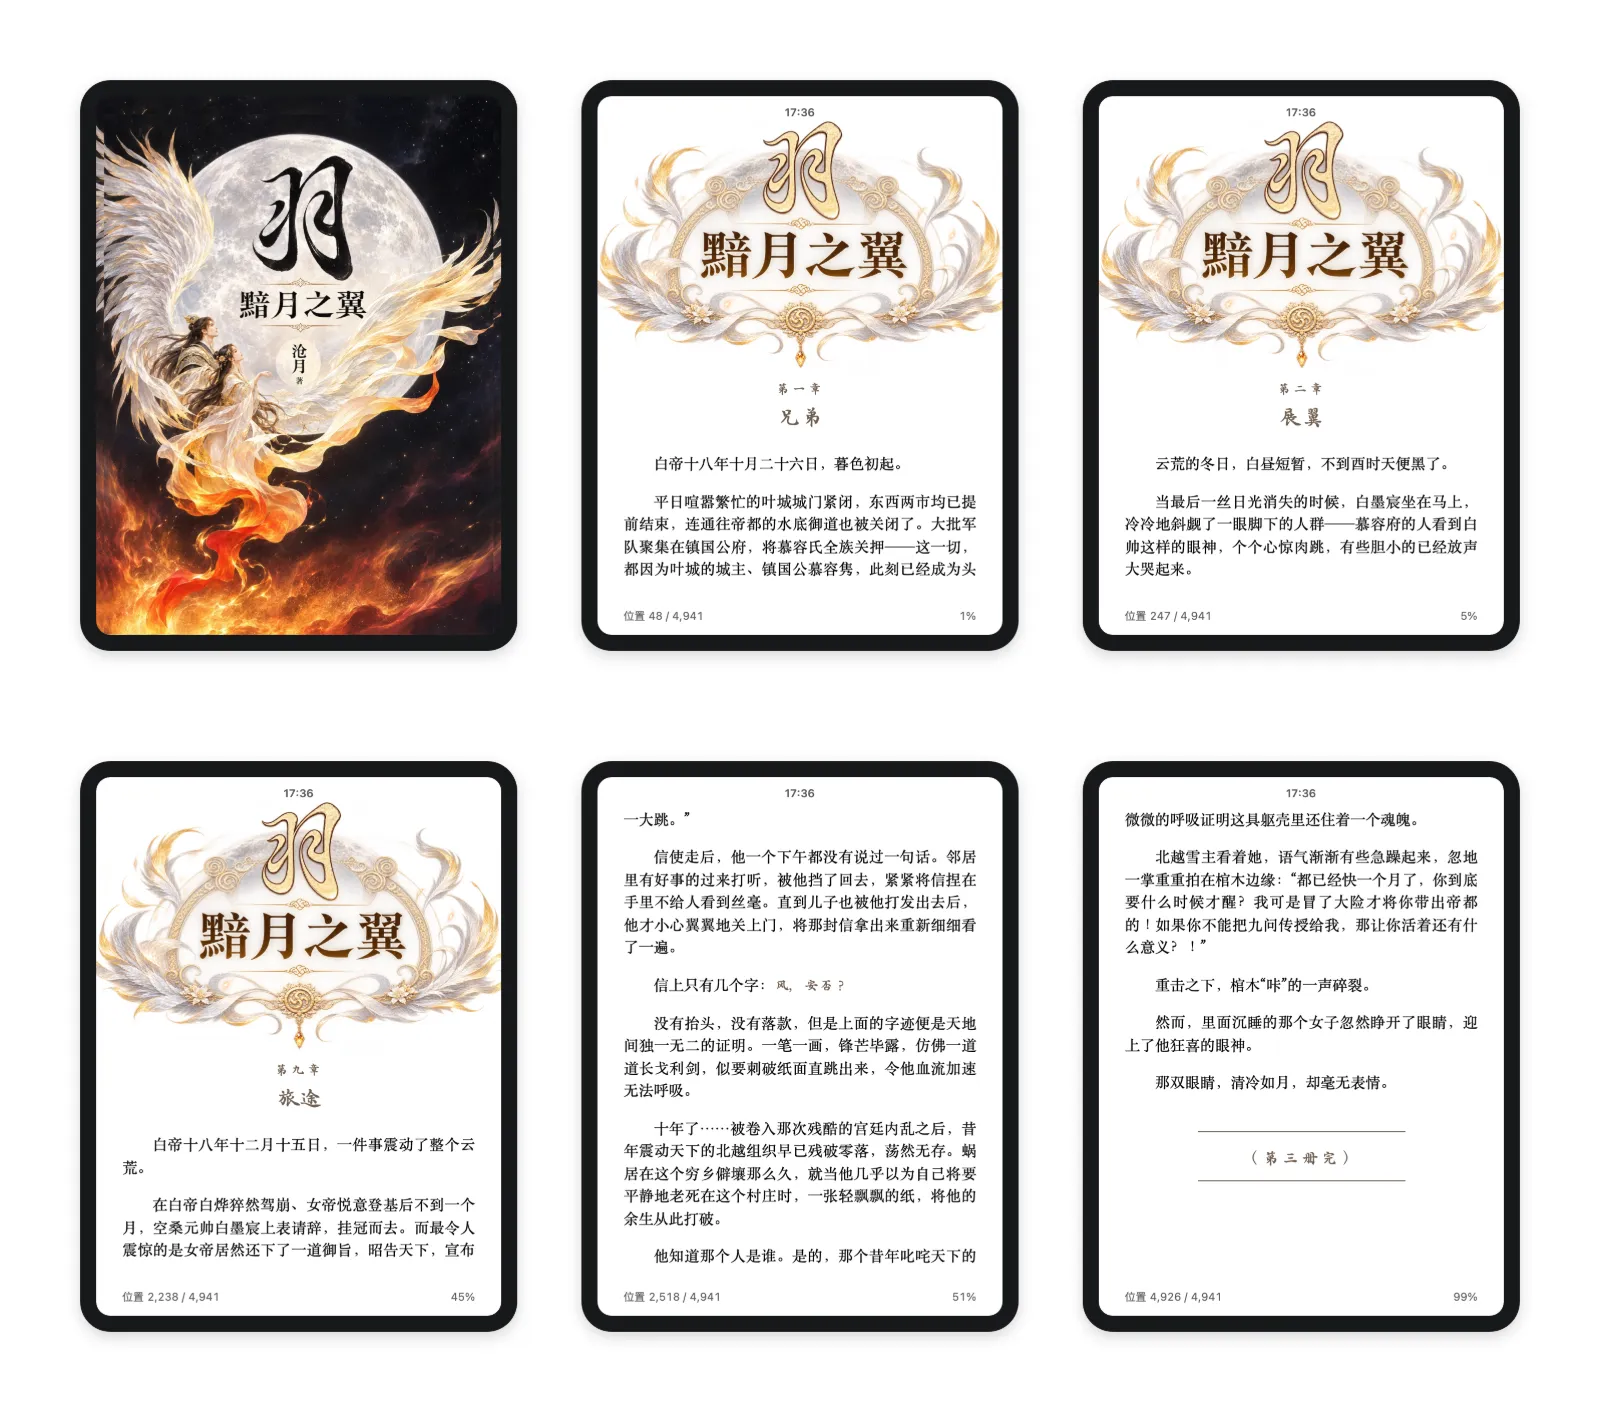 羽
黯月之翼
沧月
著
17:36
羽
黯月之翼
第一章
兄弟
白帝十八年十月二十六日，暮色初起。
平日喧嚣繁忙的叶城城门紧闭，东西两市均已提
前结束，连通往帝都的水底御道也被关闭了。大批军
队聚集在镇国公府，将慕容氏全族关押——这一切，
都因为叶城的城主、镇国公慕容隽，此刻已经成为头
位置 48 / 4,941
1%
17:36
羽
黯月之翼
第二章
展翼
云荒的冬日，白昼短暂，不到酉时天便黑了。
当最后一丝日光消失的时候，白墨宸坐在马上，
冷冷地斜觑了一眼脚下的人群——慕容府的人看到白
帅这样的眼神，个个心惊肉跳，有些胆小的已经放声
大哭起来。
位置 247 / 4,941
5%
17:36
羽
黯月之翼
第九章
旅途
白帝十八年十二月十五日，一件事震动了整个云
荒。
在白帝白烨猝然驾崩、女帝悦意登基后不到一个
月，空桑元帅白墨宸上表请辞，挂冠而去。而最令人
震惊的是女帝居然还下了一道御旨，昭告天下，宣布
位置 2,238 / 4,941
45%
17:36
一大跳。”
信使走后，他一个下午都没有说过一句话。邻居
里有好事的过来打听，被他挡了回去，紧紧将信捏在
手里不给人看到丝毫。直到儿子也被他打发出去后，
他才小心翼翼地关上门，将那封信拿出来重新细细看
了一遍。
信上只有几个字：风，安否？
没有抬头，没有落款，但是上面的字迹便是天地
间独一无二的证明。一笔一画，锋芒毕露，仿佛一道
道长戈利剑，似要刺破纸面直跳出来，令他血流加速
无法呼吸。
十年了……被卷入那次残酷的宫廷内乱之后，昔
年震动天下的北越组织早已残破零落，荡然无存。蜗
居在这个穷乡僻壤那么久，就当他几乎以为自己将要
平静地老死在这个村庄时，一张轻飘飘的纸，将他的
余生从此打破。
他知道那个人是谁。是的，那个昔年叱咤天下的
位置 2,518 / 4,941
51%
17:36
微微的呼吸证明这具躯壳里还住着一个魂魄。
北越雪主看着她，语气渐渐有些急躁起来，忽地
一掌重重拍在棺木边缘：“都已经快一个月了，你到底
要什么时候才醒？我可是冒了大险才将你带出帝都
的！如果你不能把九问传授给我，那让你活着还有什
么意义？！”
重击之下，棺木“咔”的一声碎裂。
然而，里面沉睡的那个女子忽然睁开了眼睛，迎
上了他狂喜的眼神。
那双眼睛，清冷如月，却毫无表情。
（第三册完）
位置 4,926 / 4,941
99%